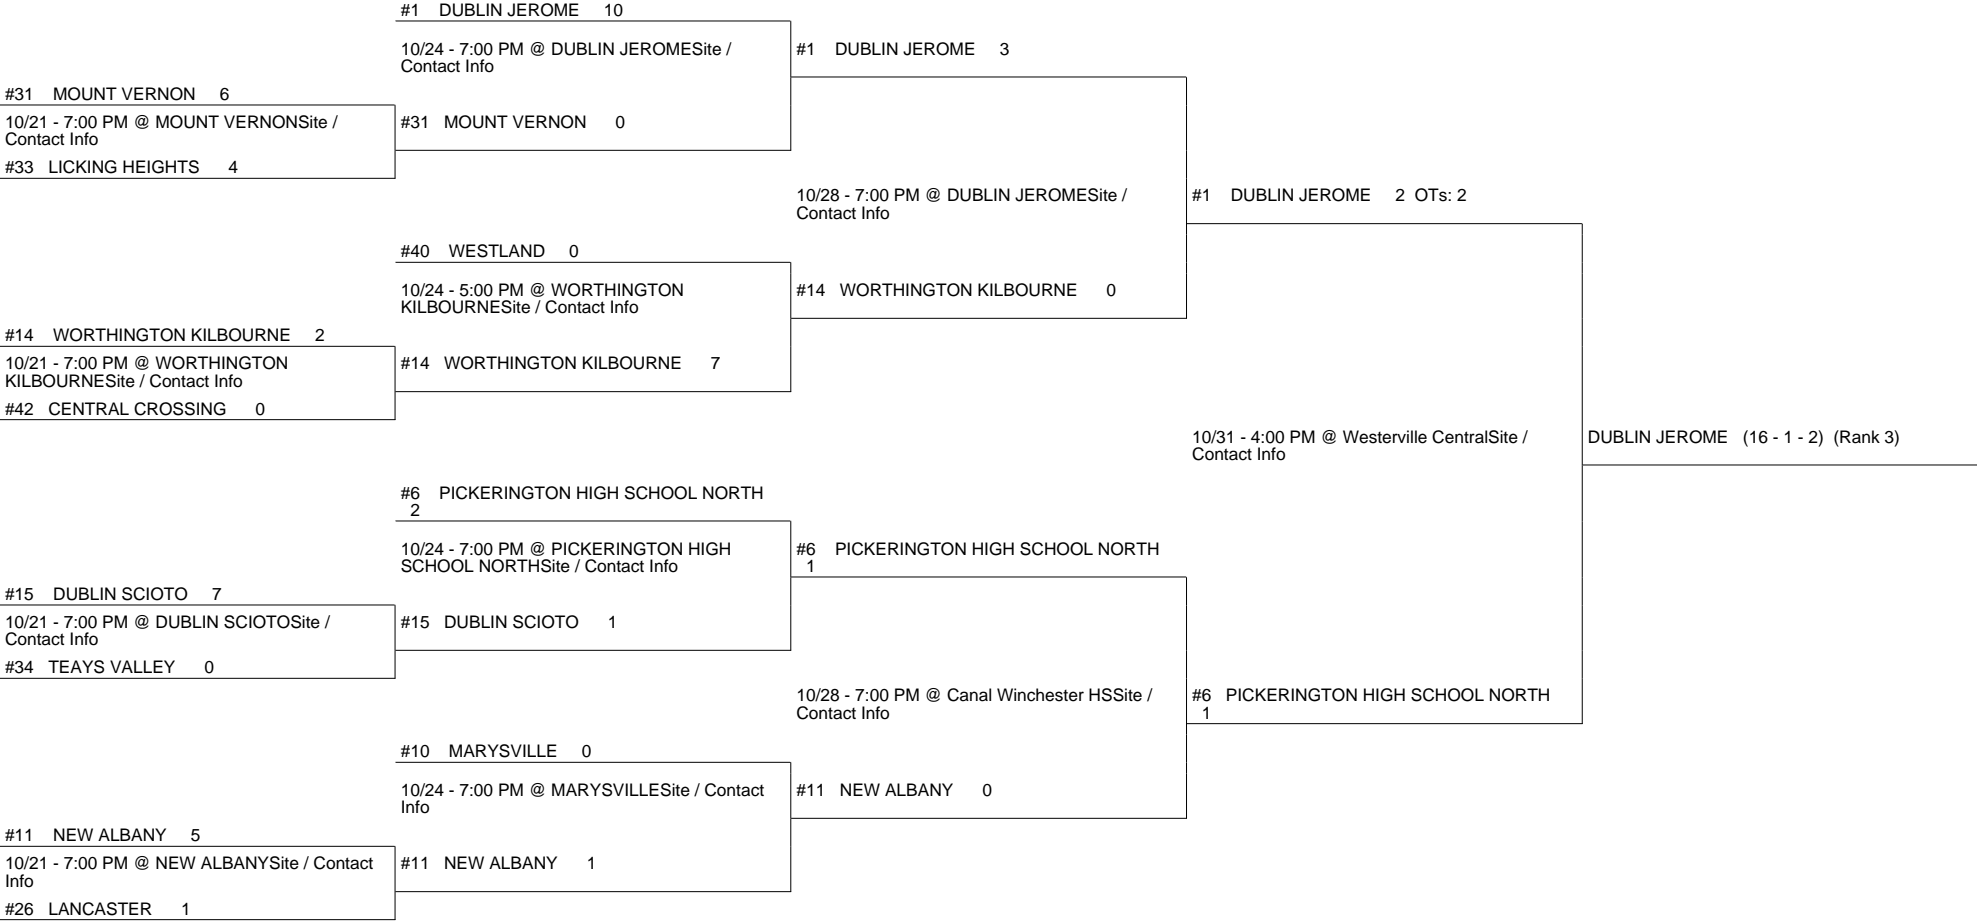 #1 DUBLIN JEROME 10
10/24 - 7:00 PM @ DUBLIN JEROMESite /
Contact Info
#1 DUBLIN JEROME 3
#31 MOUNT VERNON 6
10/21 - 7:00 PM @ MOUNT VERNONSite /
Contact Info
#33 LICKING HEIGHTS 4
#31 MOUNT VERNON 0
10/28 - 7:00 PM @ DUBLIN JEROMESite /
Contact Info
#1 DUBLIN JEROME 2 OTs: 2
#40 WESTLAND 0
10/24 - 5:00 PM @ WORTHINGTON
KILBOURNESite / Contact Info
#14 WORTHINGTON KILBOURNE 0
#14 WORTHINGTON KILBOURNE 2
10/21 - 7:00 PM @ WORTHINGTON
KILBOURNESite / Contact Info
#42 CENTRAL CROSSING 0
#14 WORTHINGTON KILBOURNE 7
10/31 - 4:00 PM @ Westerville CentralSite /
Contact Info
DUBLIN JEROME (16 - 1 - 2) (Rank 3)
#6 PICKERINGTON HIGH SCHOOL NORTH
2
10/24 - 7:00 PM @ PICKERINGTON HIGH
SCHOOL NORTHSite / Contact Info
#6 PICKERINGTON HIGH SCHOOL NORTH
1
#15 DUBLIN SCIOTO 7
10/21 - 7:00 PM @ DUBLIN SCIOTOSite /
Contact Info
#34 TEAYS VALLEY 0
#15 DUBLIN SCIOTO 1
10/28 - 7:00 PM @ Canal Winchester HSSite /
Contact Info
#6 PICKERINGTON HIGH SCHOOL NORTH
1
#10 MARYSVILLE 0
10/24 - 7:00 PM @ MARYSVILLESite / Contact
Info
#11 NEW ALBANY 0
#11 NEW ALBANY 5
10/21 - 7:00 PM @ NEW ALBANYSite / Contact
Info
#26 LANCASTER 1
#11 NEW ALBANY 1